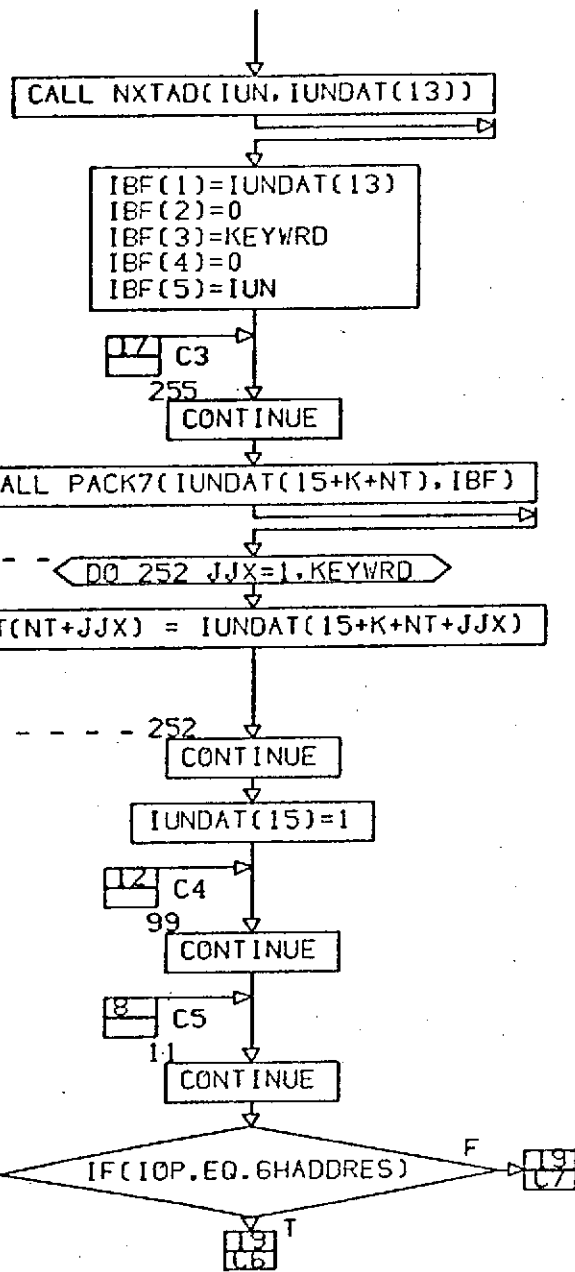 CALL NXTAD(IUN,IUNDAT(13))
IBF(1)=IUNDAT(13)
IBF(2)=0
IBF(3)=KEYWRD
IBF(4)=0
IBF(5)=IUN
17 C3
255
CONTINUE
ALL PACK7(IUNDAT(15+K+NT),IBF)
DO 252 JJX=1,KEYWRD
T(NT+JJX) = IUNDAT(15+K+NT+JJX)
252
CONTINUE
IUNDAT(15)=1
12 C4
99
CONTINUE
8 C5
11
CONTINUE
IF(IOP.EQ.6HADDRES)
F
19
C7
T
19
C6